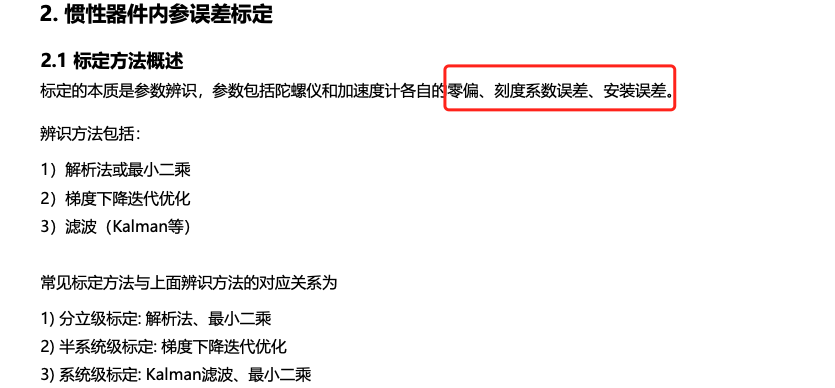 2. 惯性器件内参误差标定
2.1 标定方法概述
标定的本质是参数辨识，参数包括陀螺仪和加速度计各自的零偏、刻度系数误差、安装误差。
辨识方法包括：
1）解析法或最小二乘
2）梯度下降迭代优化
3）滤波（Kalman等）
常见标定方法与上面辨识方法的对应关系为
1) 分立级标定: 解析法、最小二乘
2) 半系统级标定: 梯度下降迭代优化
3) 系统级标定: Kalman滤波、最小二乘